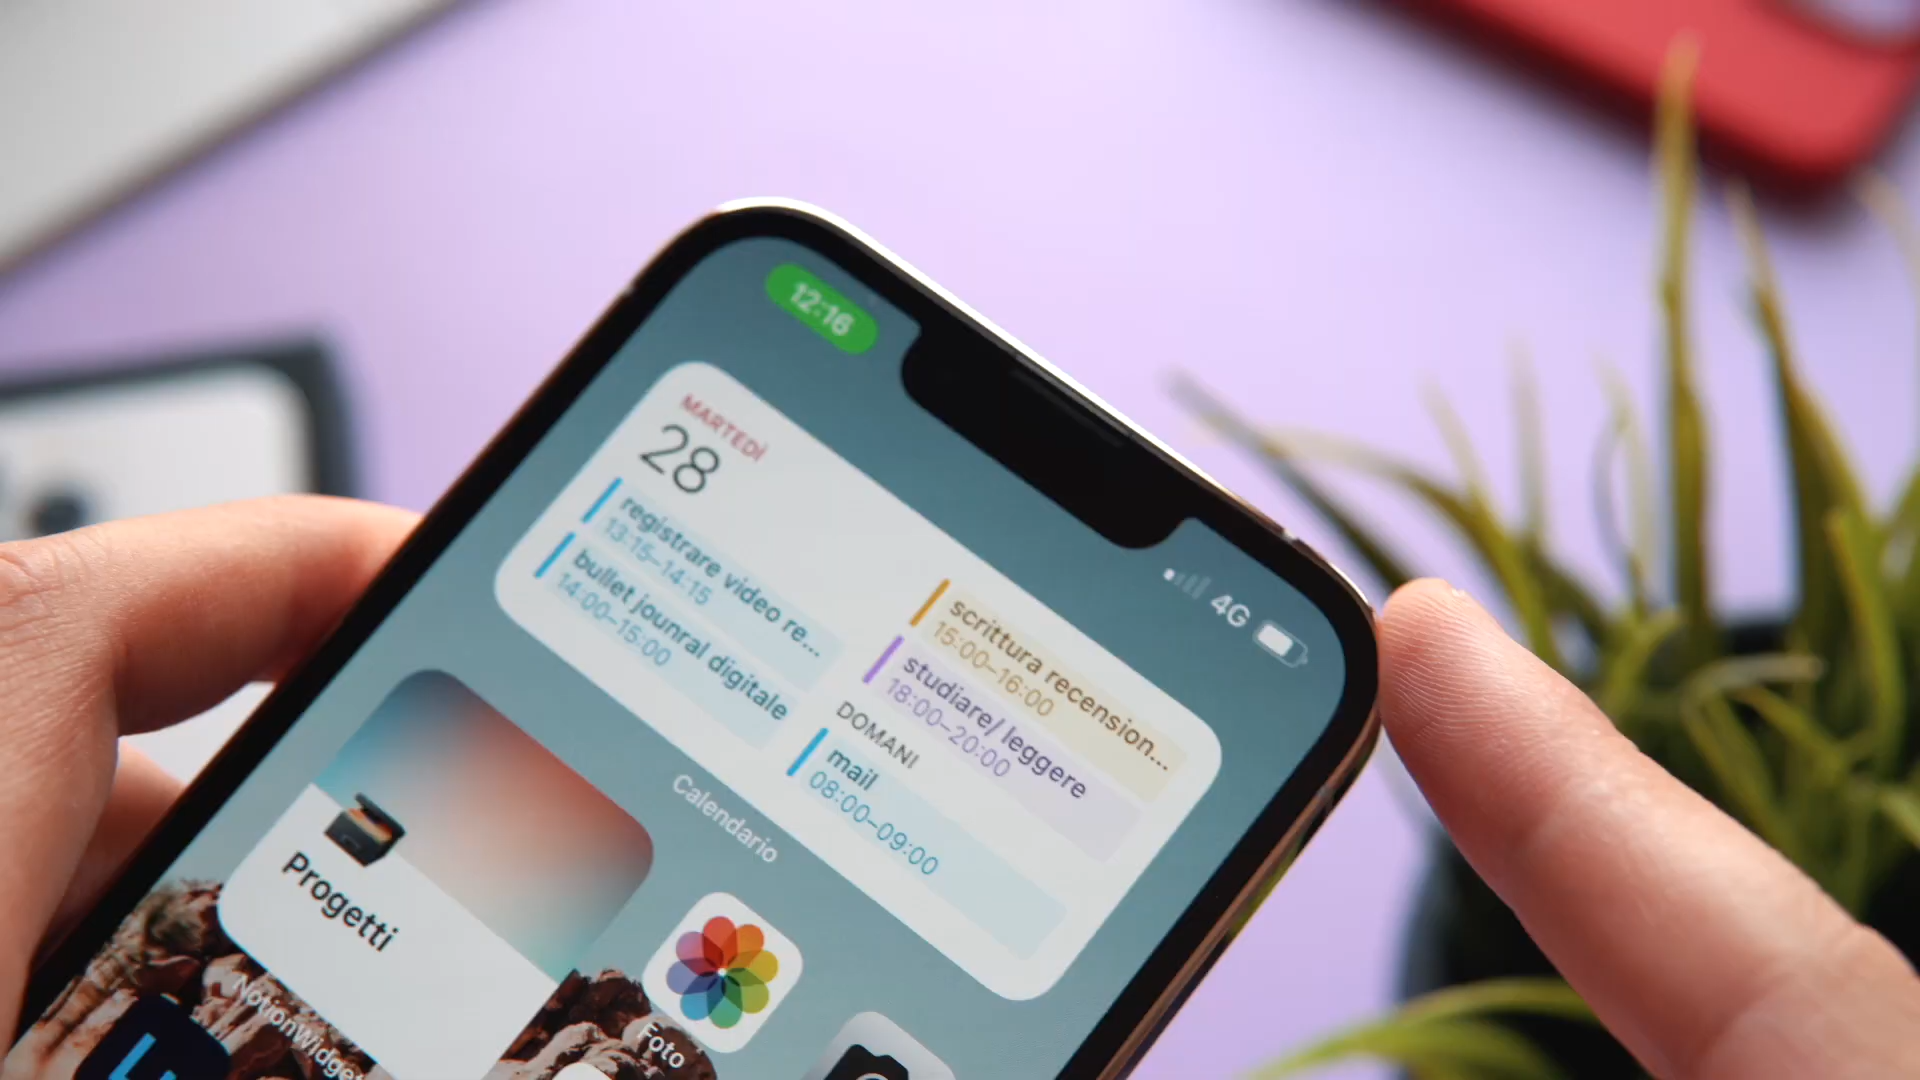 12:16
4G
MARTEDÌ
28
registrare video re...
13:15–14:15
bullet jounral digitale
14:00–15:00
scrittura recension...
15:00–16:00
studiare/ leggere
18:00–20:00
DOMANI
mail
08:00–09:00
Calendario
Progetti
NotionWidget
Foto